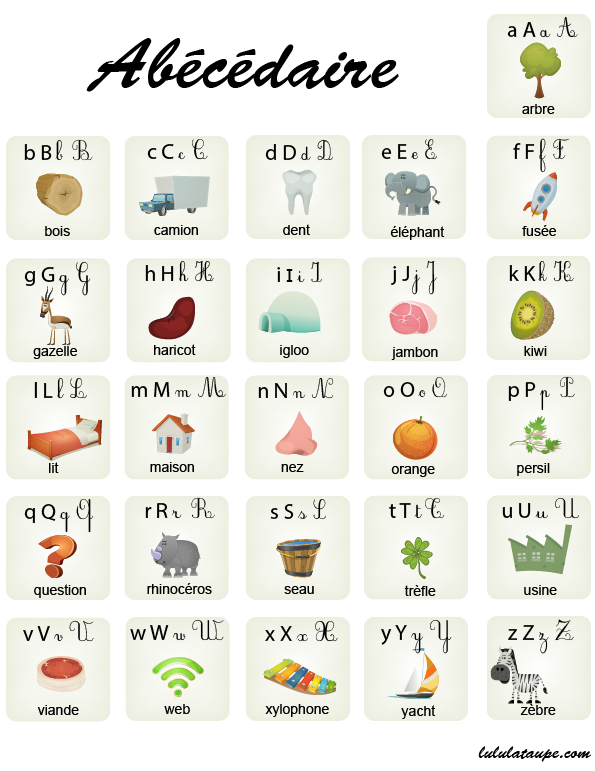 Abécédaire
a A a A
arbre
b B b B
bois
c C c C
camion
d D d D
dent
e E e E
éléphant
f F f F
fusée
g G g G
gazelle
h H h H
haricot
i I i I
igloo
j J j J
jambon
k K k K
kiwi
l L l L
lit
m M m M
maison
n N n N
nez
o O o O
orange
p P p P
persil
q Q q Q
question
r R r R
rhinocéros
s S s S
seau
t T t T
trèfle
u U u U
usine
v V v V
viande
w W w W
web
x X x X
xylophone
y Y y Y
yacht
z Z z Z
zèbre
lululataupe.com